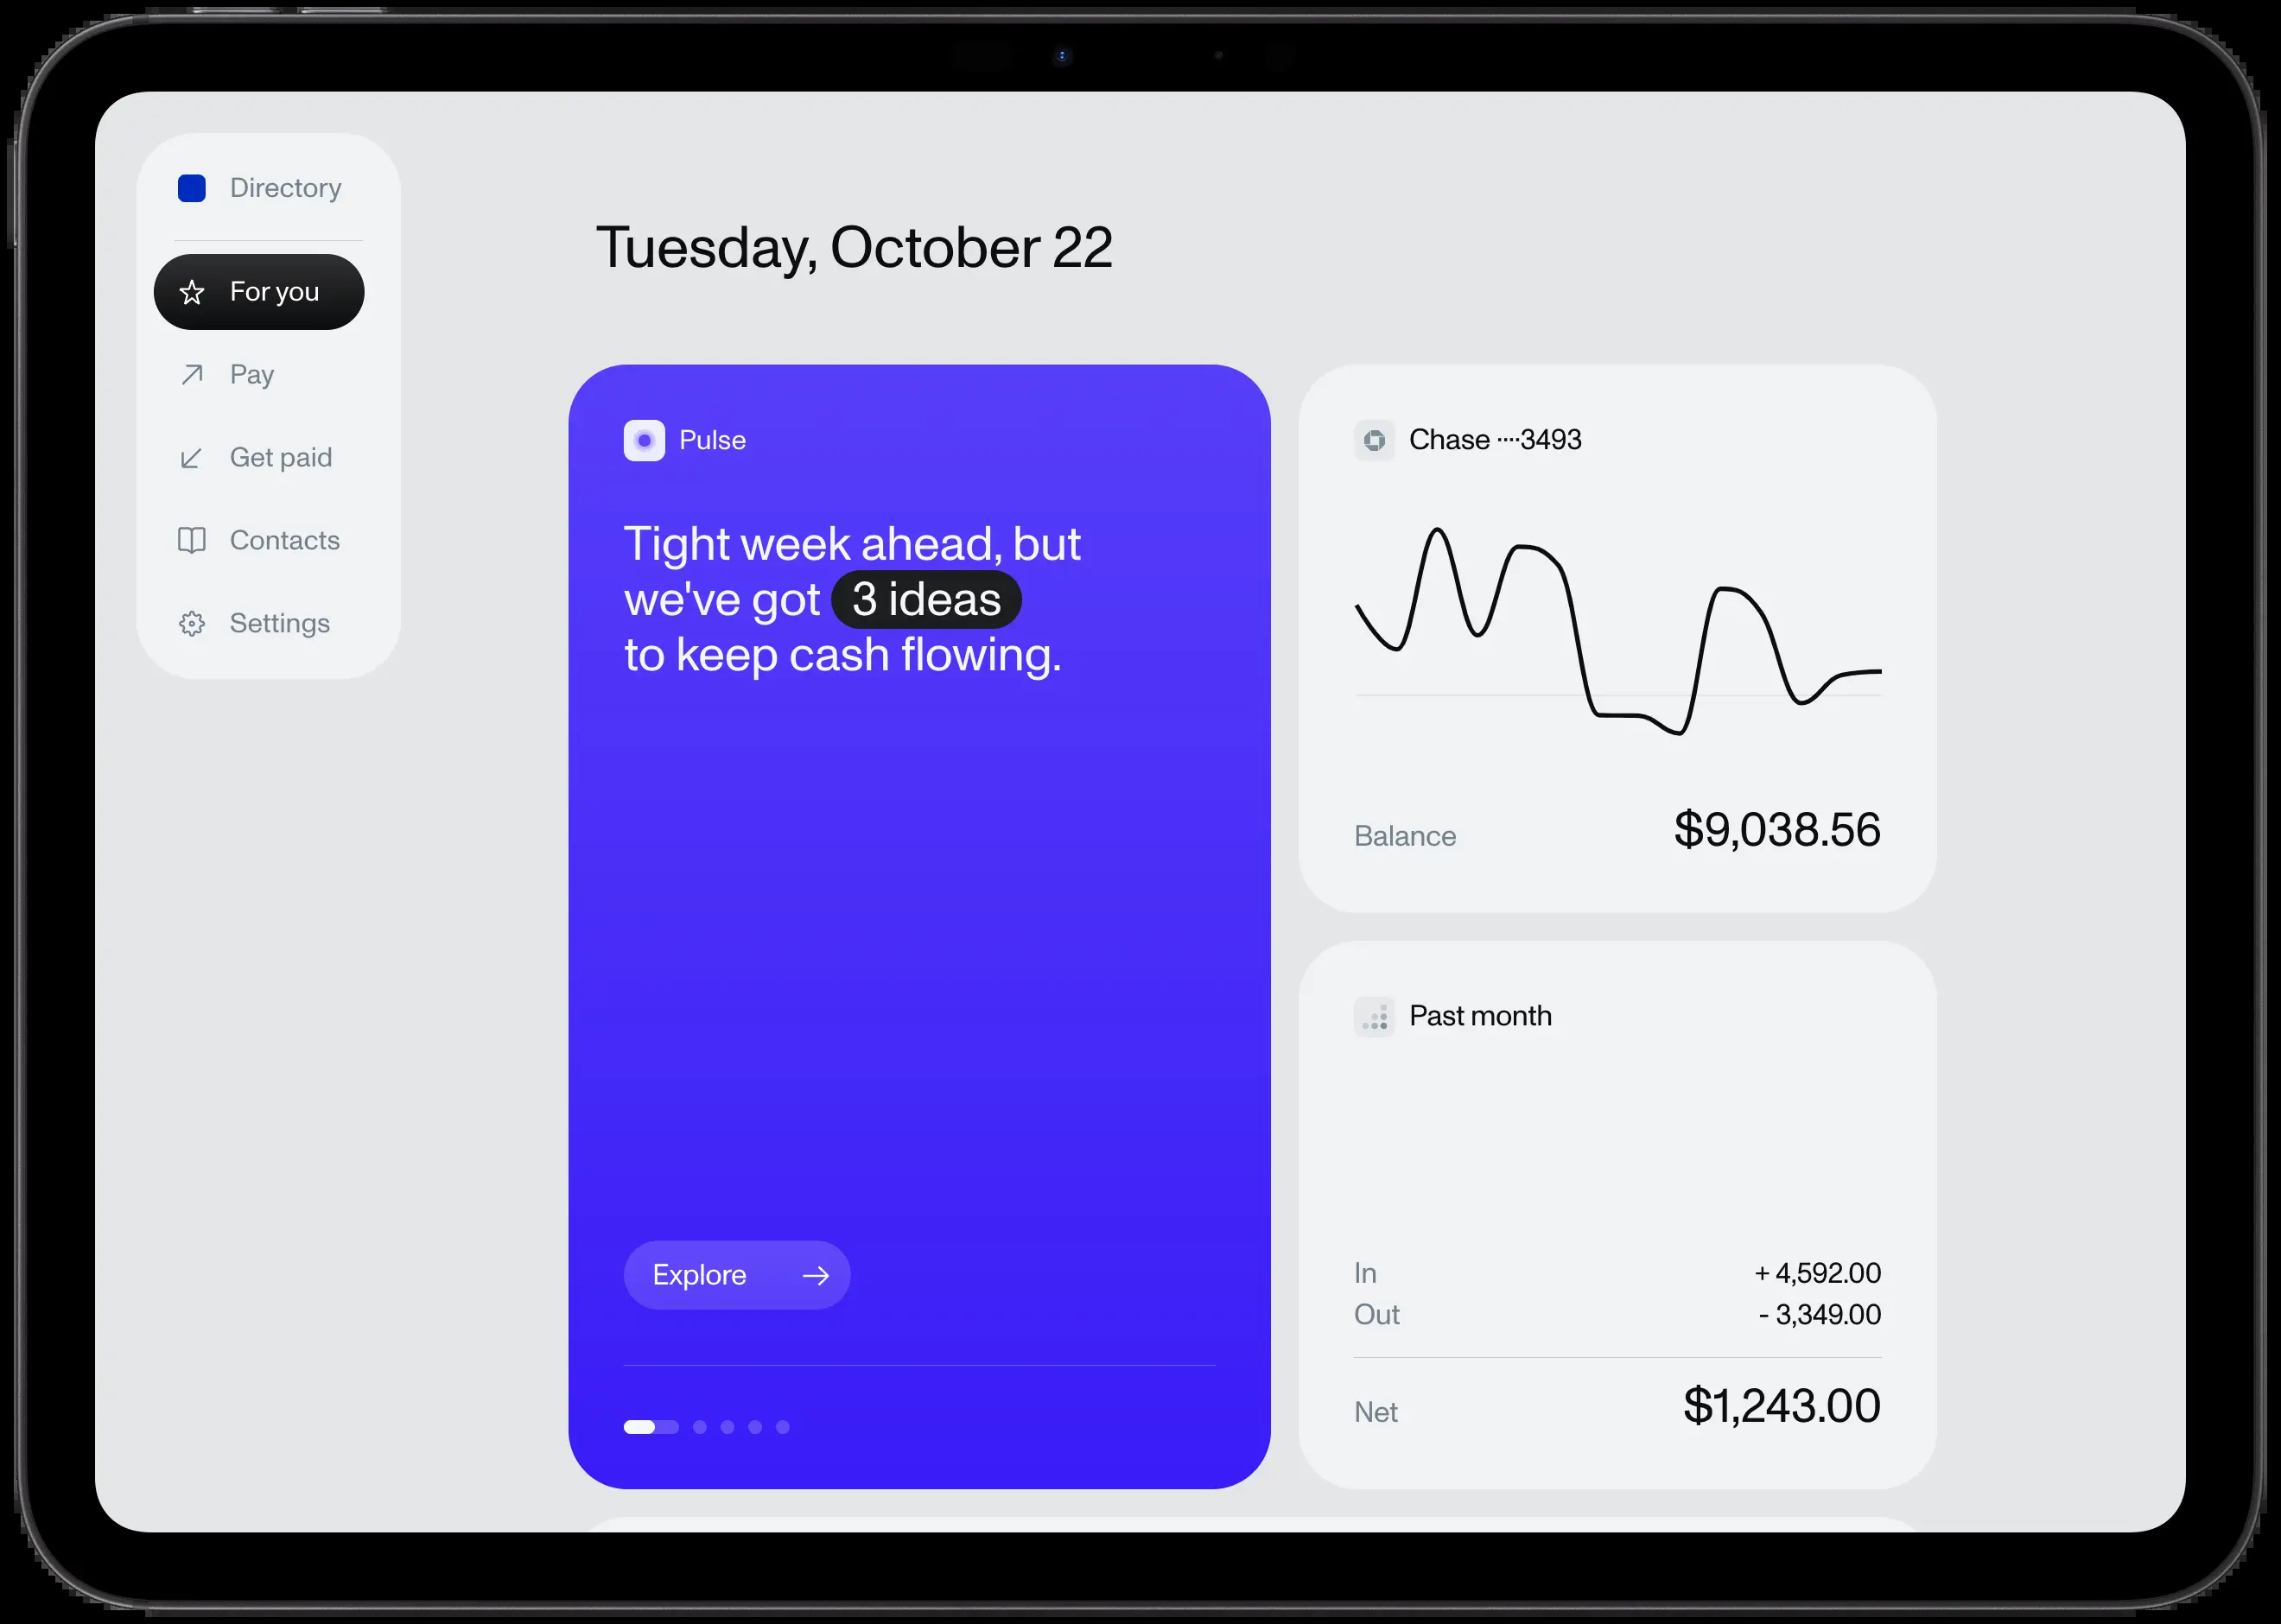 Directory
For you
Pay
Get paid
Contacts
Settings
Tuesday, October 22
Pulse
Tight week ahead, but
we've got 3 ideas
to keep cash flowing.
Explore
Chase ····3493
Balance $9,038.56
Past month
In + 4,592.00
Out - 3,349.00
Net $1,243.00